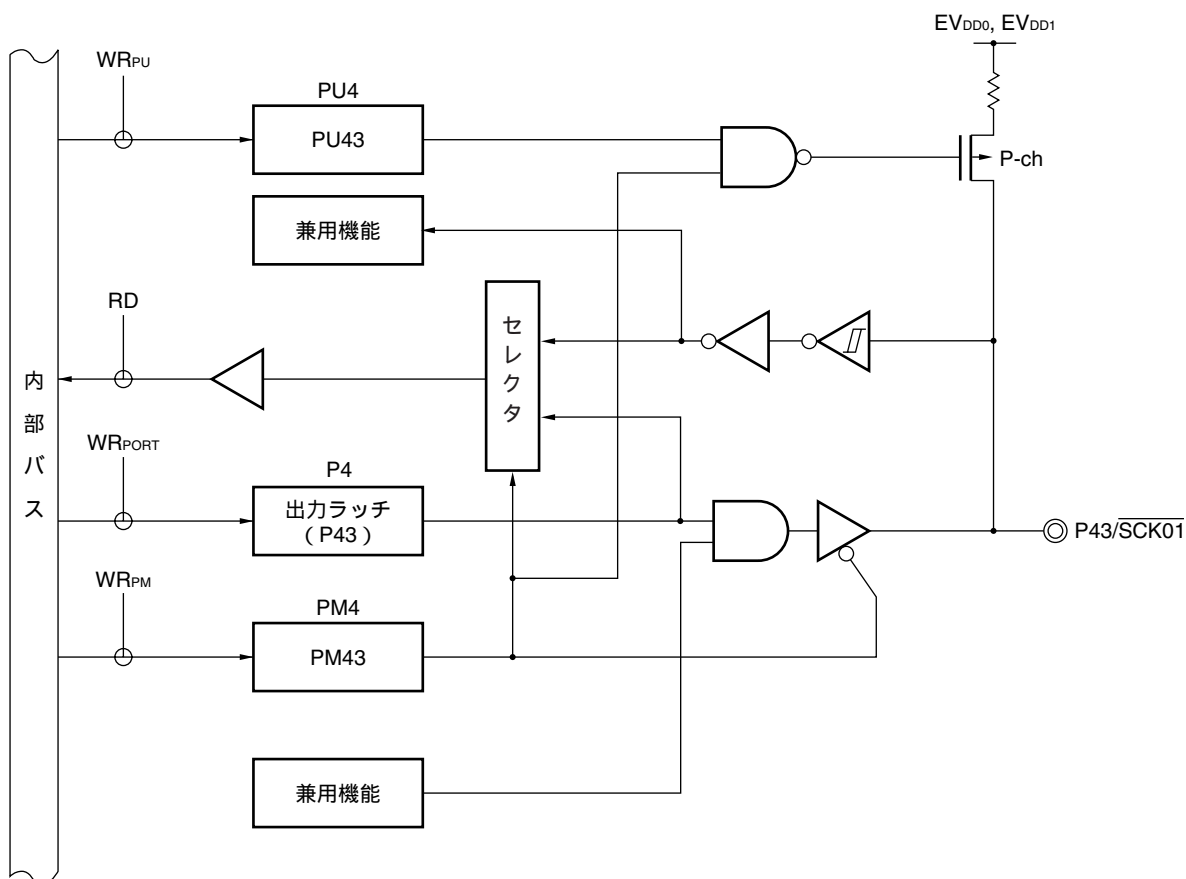 EVDD0, EVDD1
WRPU
PU4
PU43
P-ch
兼用機能
RD
セレクタ
内部バス
WRPORT
P4
出力ラッチ
（P43）
P43/SCK01
WRPM
PM4
PM43
兼用機能